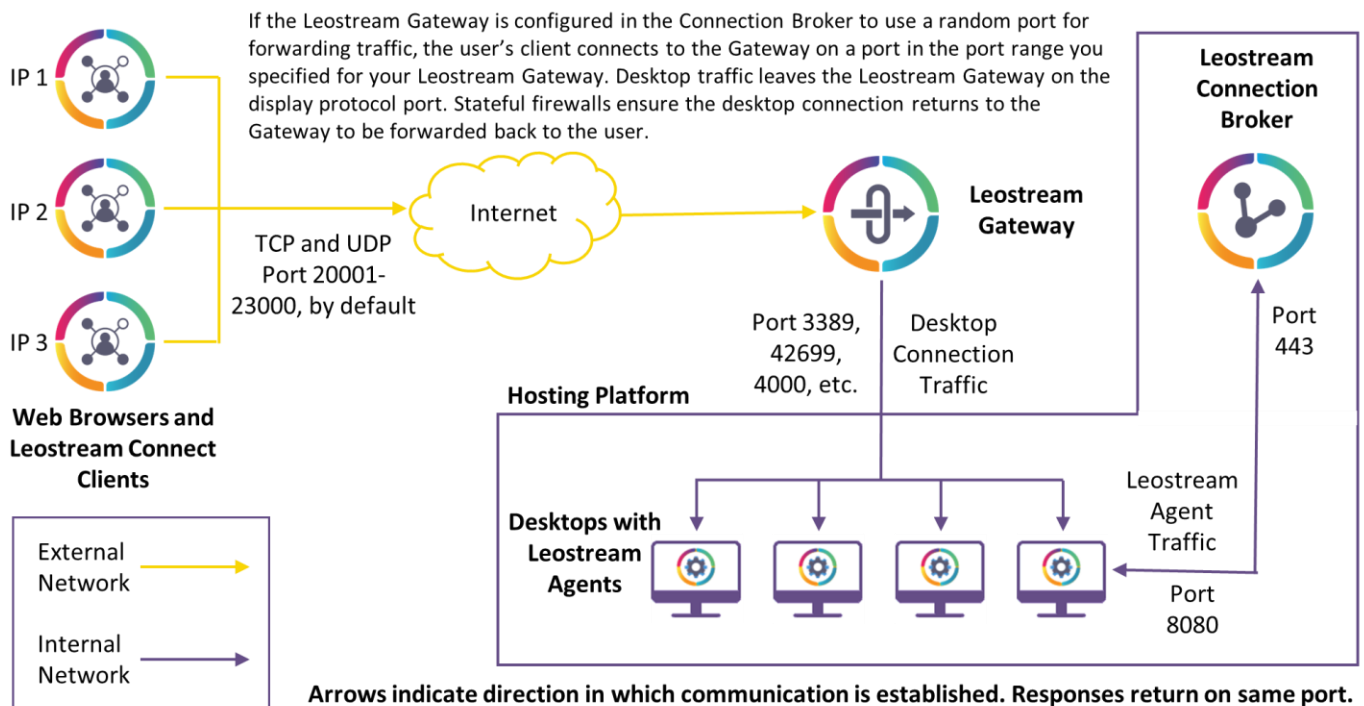 If the Leostream Gateway is configured in the Connection Broker to use a random port for
forwarding traffic, the user's client connects to the Gateway on a port in the port range you
specified for your Leostream Gateway. Desktop traffic leaves the Leostream Gateway on the
display protocol port. Stateful firewalls ensure the desktop connection returns to the
Gateway to be forwarded back to the user.
IP 1
IP 2
IP 3
Web Browsers and
Leostream Connect
Clients
TCP and UDP
Port 20001-
23000, by default
Internet
Leostream
Gateway
Leostream
Connection
Broker
Port 3389,
42699,
4000, etc.
Desktop
Connection
Traffic
Port
443
Hosting Platform
Desktops with
Leostream
Agents
Leostream
Agent
Traffic
Port
8080
External
Network
Internal
Network
Arrows indicate direction in which communication is established. Responses return on same port.